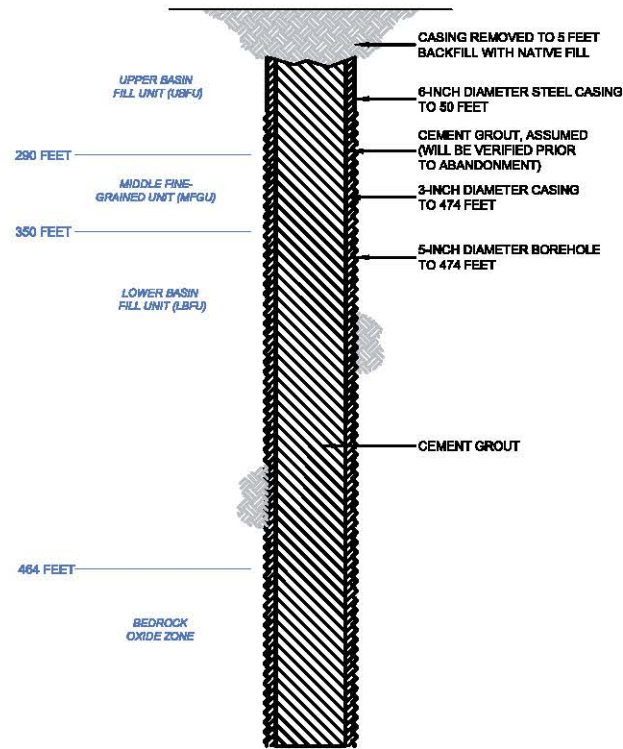 CASING REMOVED TO 5 FEET
BACKFILL WITH NATIVE FILL
UPPER BASIN
FILL UNIT (UBFU)
6-INCH DIAMETER STEEL CASING
TO 50 FEET
CEMENT GROUT, ASSUMED
(WILL BE VERIFIED PRIOR
TO ABANDONMENT)
290 FEET
MIDDLE FINE-
GRAINED UNIT (MFGU)
3-INCH DIAMETER CASING
TO 474 FEET
350 FEET
5-INCH DIAMETER BOREHOLE
TO 474 FEET
LOWER BASIN
FILL UNIT (LBFU)
CEMENT GROUT
464 FEET
BEDROCK
OXIDE ZONE